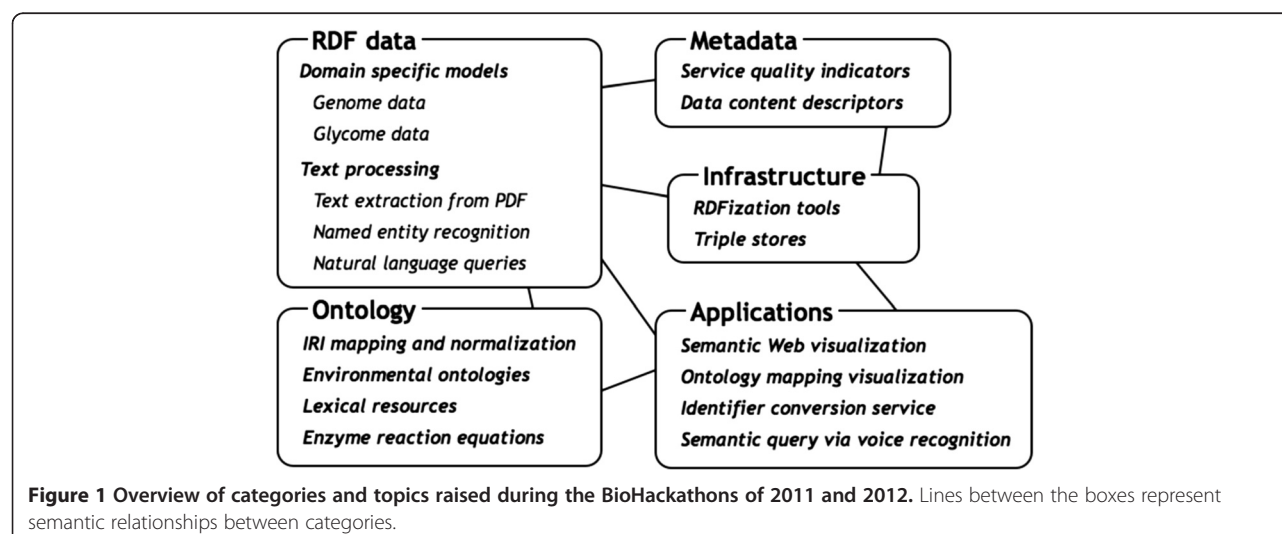 RDF data
Domain specific models
Genome data
Glycome data
Text processing
Text extraction from PDF
Named entity recognition
Natural language queries
Metadata
Service quality indicators
Data content descriptors
Infrastructure
RDFization tools
Triple stores
Ontology
IRI mapping and normalization
Environmental ontologies
Lexical resources
Enzyme reaction equations
Applications
Semantic Web visualization
Ontology mapping visualization
Identifier conversion service
Semantic query via voice recognition
Figure 1 Overview of categories and topics raised during the BioHackathons of 2011 and 2012. Lines between the boxes represent
semantic relationships between categories.